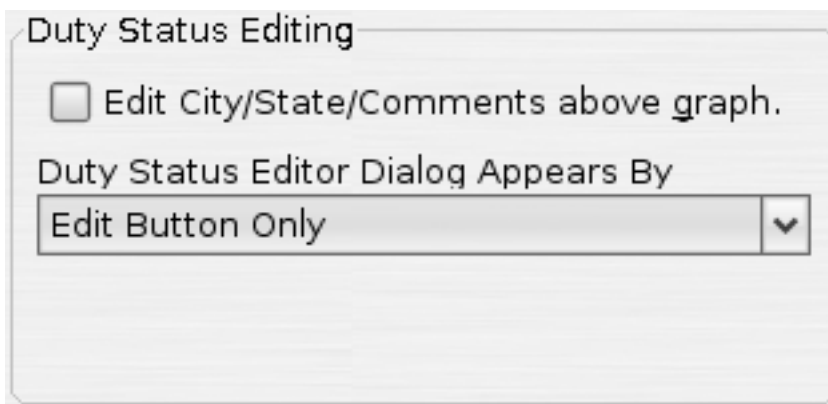 Duty Status Editing
Edit City/State/Comments above graph.
Duty Status Editor Dialog Appears By
Edit Button Only